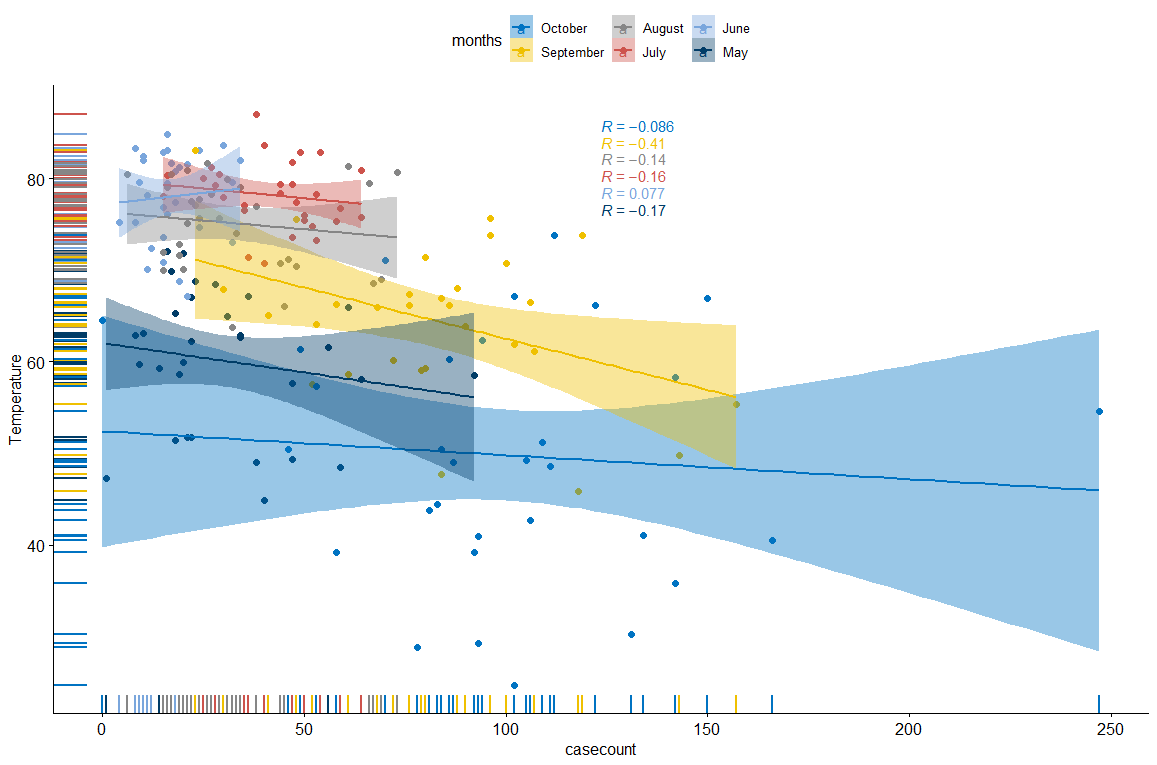 months
October August June
September July May
R = −0.086
R = −0.41
R = −0.14
R = −0.16
R = 0.077
R = −0.17
80
60
40
Temperature
0 50 100 150 200 250
casecount